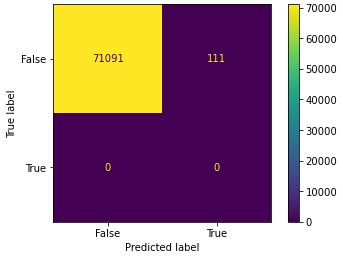 False
71091
111
True
0
0
False
True
Predicted label
True label
70000
60000
50000
40000
30000
20000
10000
0